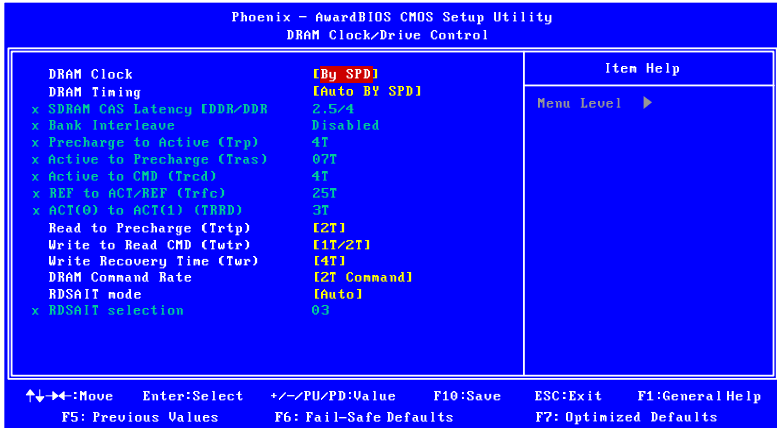 Phoenix – AwardBIOS CMOS Setup Utility
DRAM Clock/Drive Control
DRAM Clock [By SPD]
DRAM Timing [Auto BY SPD]
x SDRAM CAS Latency [DDR/DDR 2.5/4
x Bank Interleave Disabled
x Precharge to Active (Trp) 4T
x Active to Precharge (Tras) 07T
x Active to CMD (Trcd) 4T
x REF to ACT/REF (Trfc) 25T
x ACT(0) to ACT(1) (TRRD) 3T
Read to Precharge (Trtp) [2T]
Write to Read CMD (Twtr) [1T/2T]
Write Recovery Time (Twr) [4T]
DRAM Command Rate [2T Command]
RDSAIT mode [Auto]
x RDSAIT selection 03
Item Help
Menu Level ▶
↑↓→←:Move Enter:Select +/-/PU/PD:Value F10:Save ESC:Exit F1:General Help
F5: Previous Values F6: Fail-Safe Defaults F7: Optimized Defaults